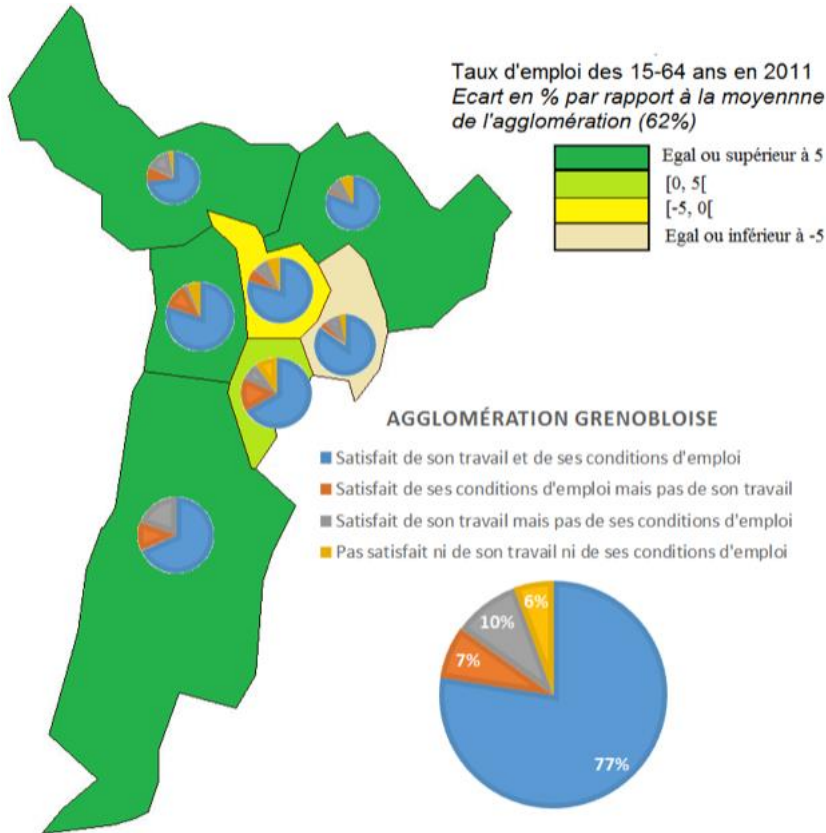 Taux d'emploi des 15-64 ans en 2011
Ecart en % par rapport à la moyennne
de l'agglomération (62%)
Egal ou supérieur à 5
[0, 5[
[-5, 0[
Egal ou inférieur à -5
AGGLOMÉRATION GRENOBLOISE
Satisfait de son travail et de ses conditions d'emploi
Satisfait de ses conditions d'emploi mais pas de son travail
Satisfait de son travail mais pas de ses conditions d'emploi
Pas satisfait ni de son travail ni de ses conditions d'emploi
6%
10%
7%
77%